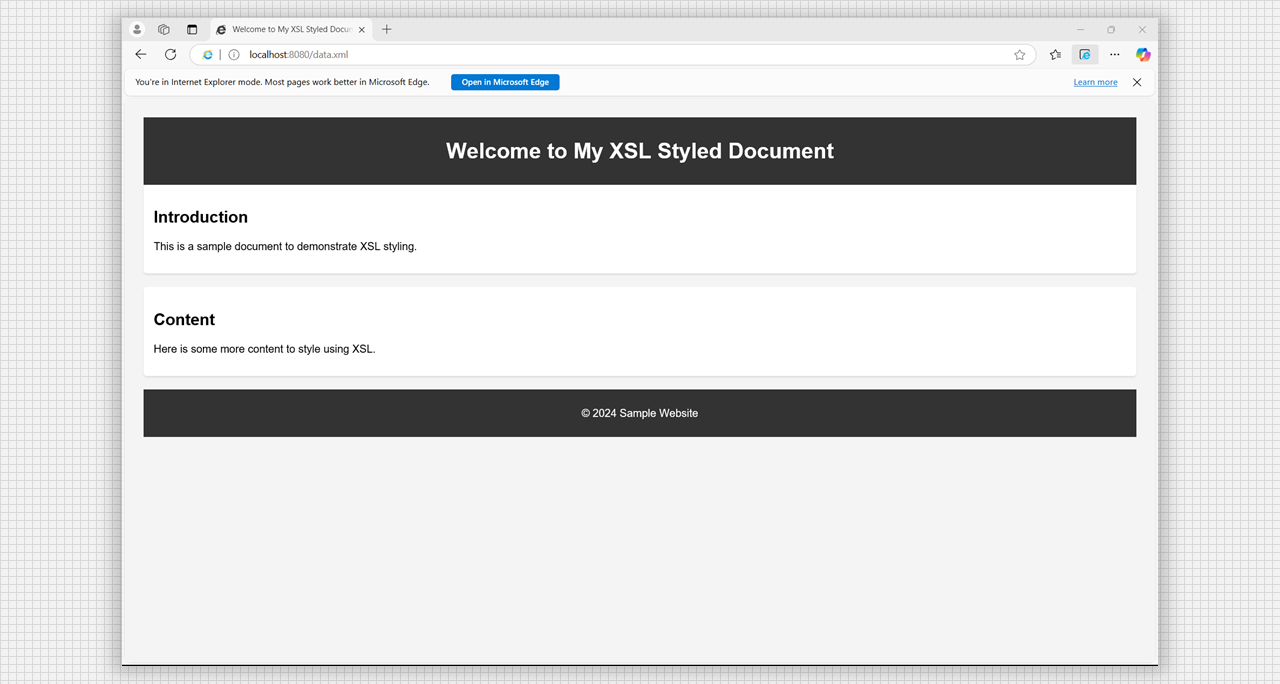 Welcome to My XSL Styled Docu
localhost:8080/data.xml
You're in Internet Explorer mode. Most pages work better in Microsoft Edge. Open in Microsoft Edge Learn more
Welcome to My XSL Styled Document
Introduction
This is a sample document to demonstrate XSL styling.
Content
Here is some more content to style using XSL.
© 2024 Sample Website